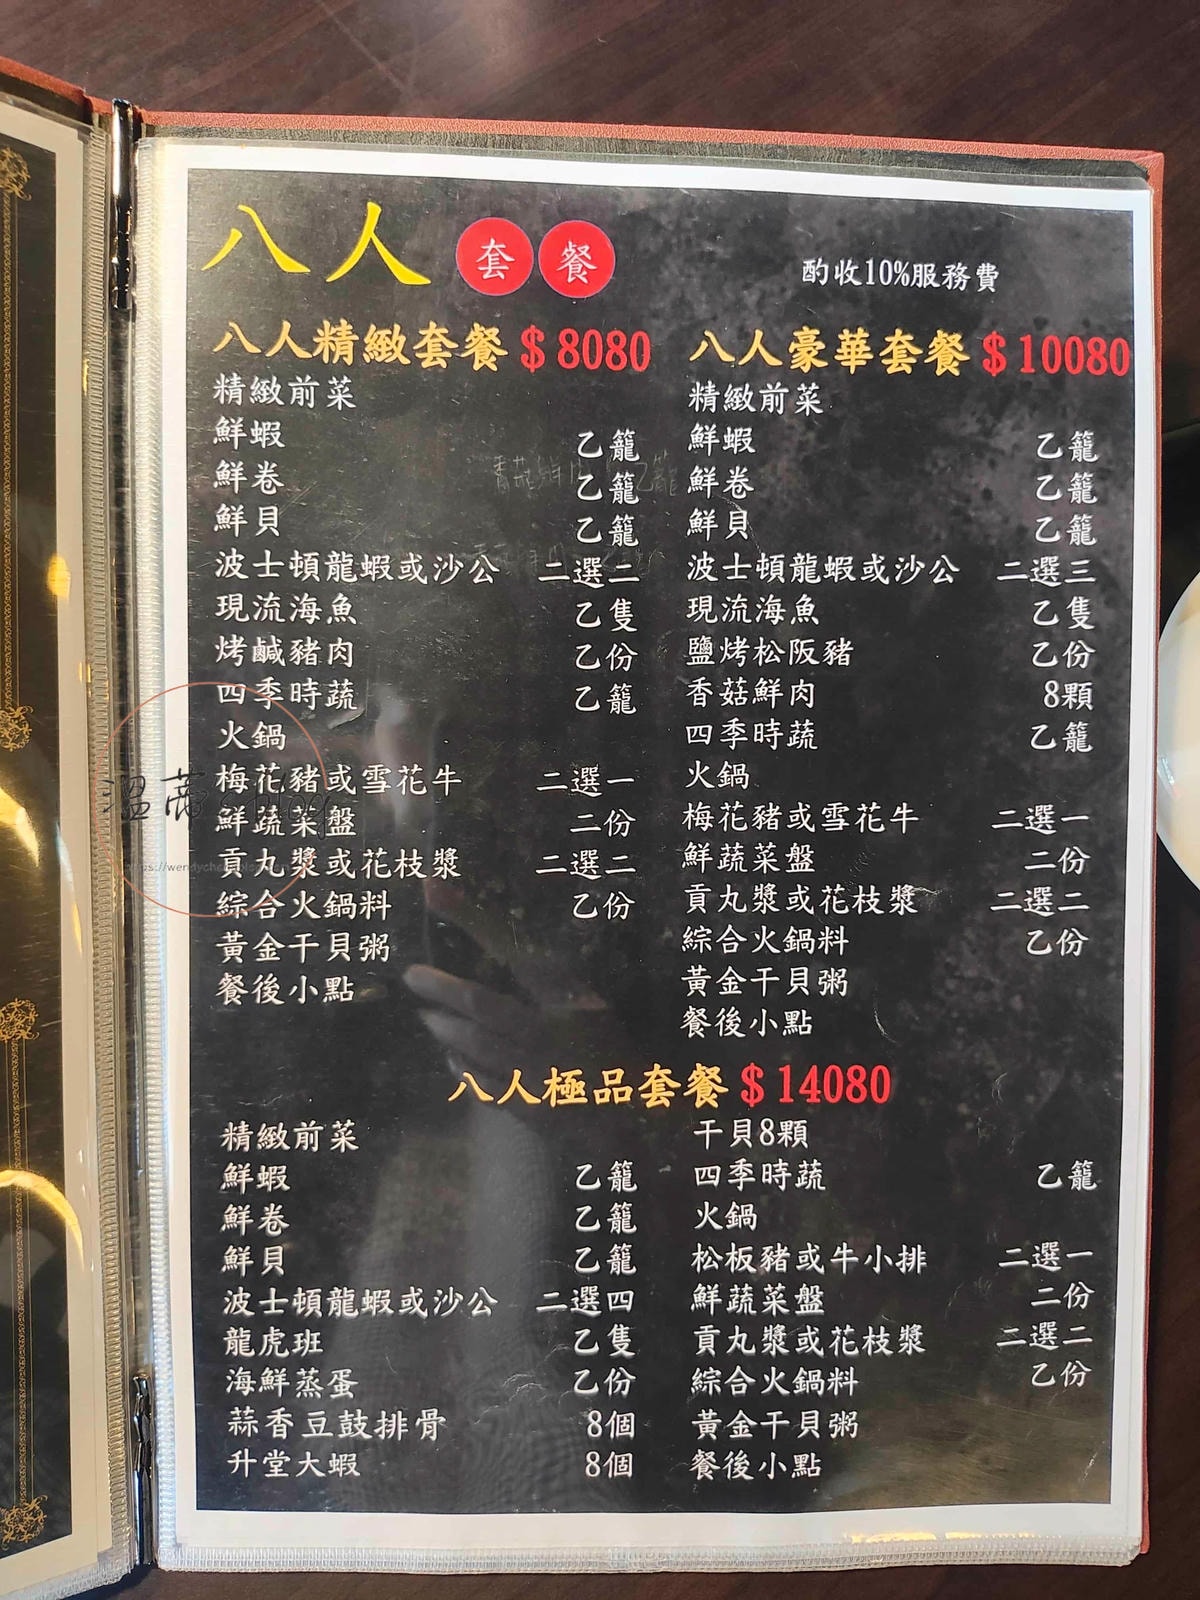 八人 套餐
酌收10%服務費
八人精緻套餐 $8080
精緻前菜
鮮蝦 乙籠
鮮卷 乙籠
鮮貝 乙籠
波士頓龍蝦或沙公 二選二
現流海魚 乙隻
烤鹹豬肉 乙份
四季時蔬 乙籠
火鍋
梅花豬或雪花牛 二選一
鮮蔬菜盤 二份
貢丸漿或花枝漿 二選二
綜合火鍋料 乙份
黃金干貝粥
餐後小點
八人豪華套餐 $10080
精緻前菜
鮮蝦 乙籠
鮮卷 乙籠
鮮貝 乙籠
波士頓龍蝦或沙公 二選三
現流海魚 乙隻
鹽烤松阪豬 乙份
香菇鮮肉 8顆
四季時蔬 乙籠
火鍋
梅花豬或雪花牛 二選一
鮮蔬菜盤 二份
貢丸漿或花枝漿 二選二
綜合火鍋料 乙份
黃金干貝粥
餐後小點
八人極品套餐 $14080
精緻前菜
鮮蝦 乙籠
鮮卷 乙籠
鮮貝 乙籠
波士頓龍蝦或沙公 二選四
龍虎班 乙隻
海鮮蒸蛋 乙份
蒜香豆鼓排骨 8個
升堂大蝦 8個
干貝8顆
四季時蔬 乙籠
火鍋
松板豬或牛小排 二選一
鮮蔬菜盤 二份
貢丸漿或花枝漿 二選二
綜合火鍋料 乙份
黃金干貝粥
餐後小點